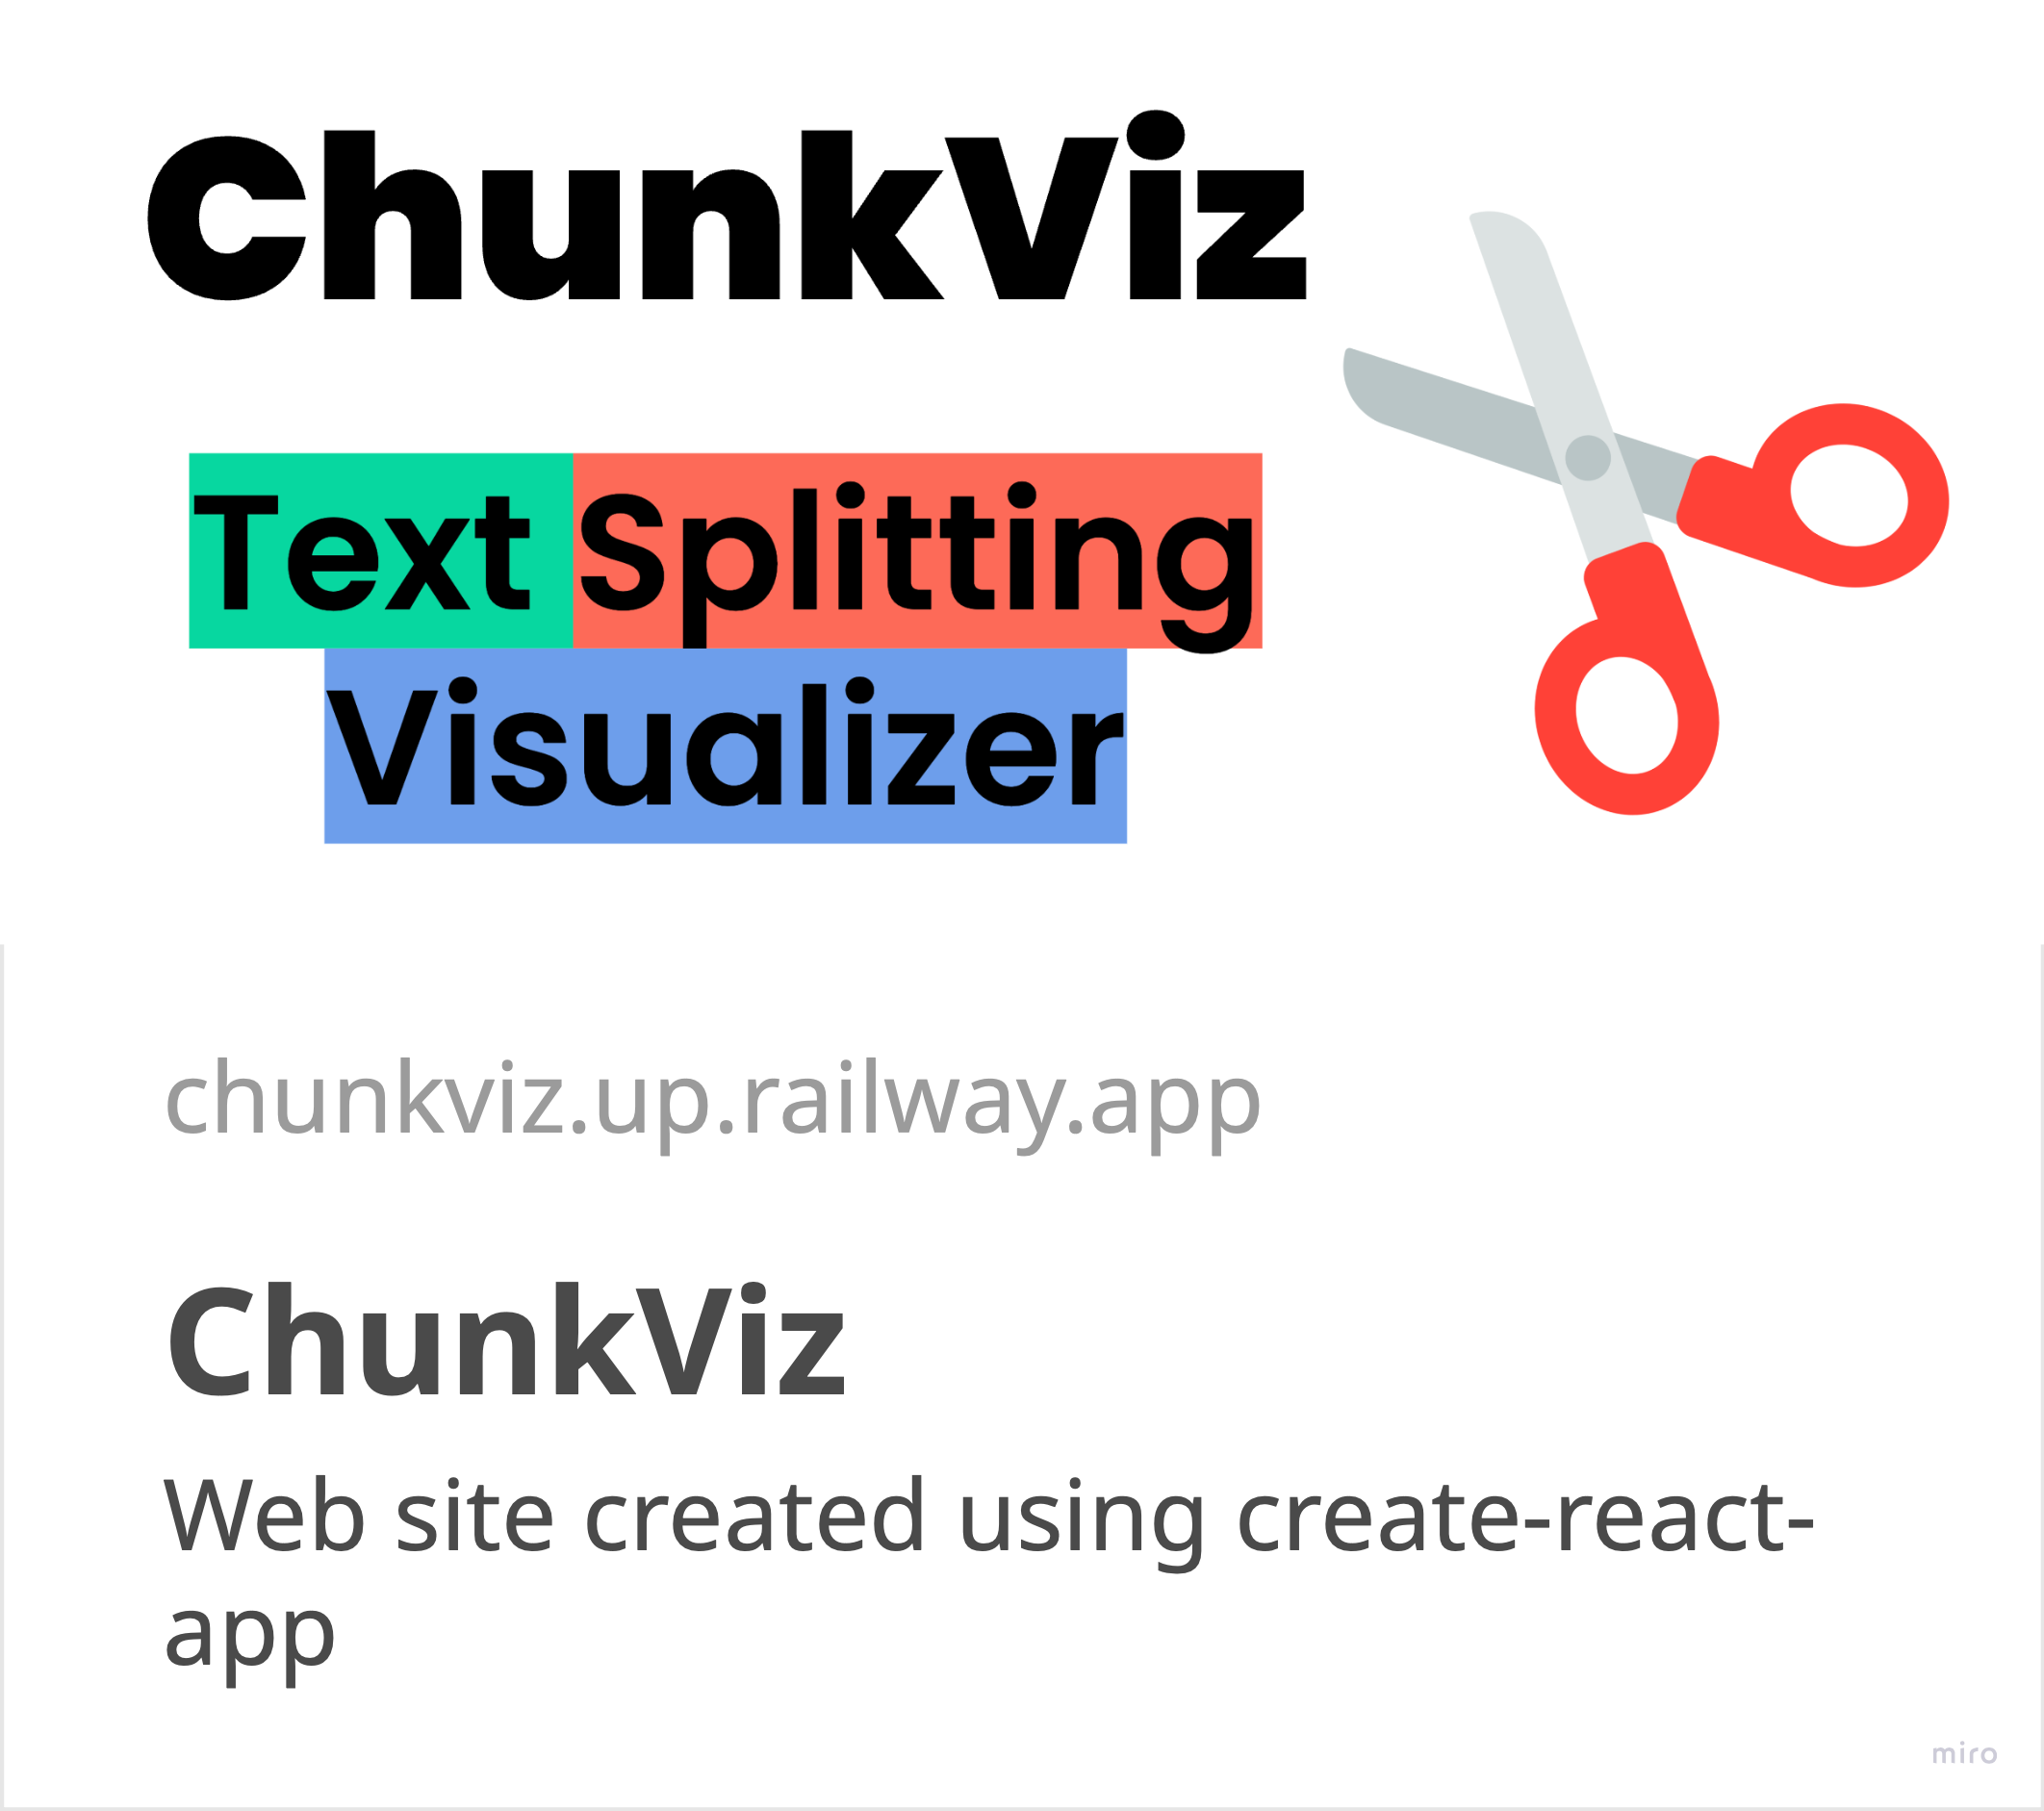 ChunkViz
Text Splitting
Visualizer
chunkviz.up.railway.app
ChunkViz
Web site created using create-react-
app
miro